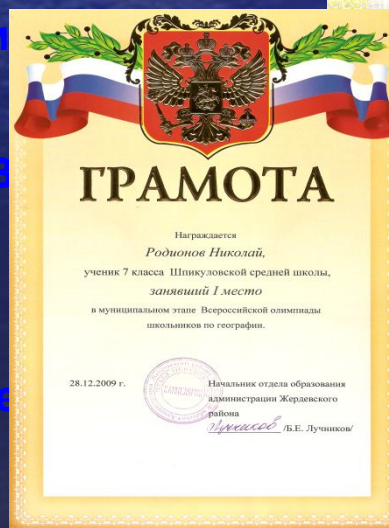 ГРАМОТА
Награждается
Родионов Николай,
ученик 7 класса Шпикуловской средней школы,
занявший I место
в муниципальном этапе Всероссийской олимпиады
школьников по географии.
28.12.2009 г.
Начальник отдела образования
администрации Жердевского
района
/Б.Е. Лучников/